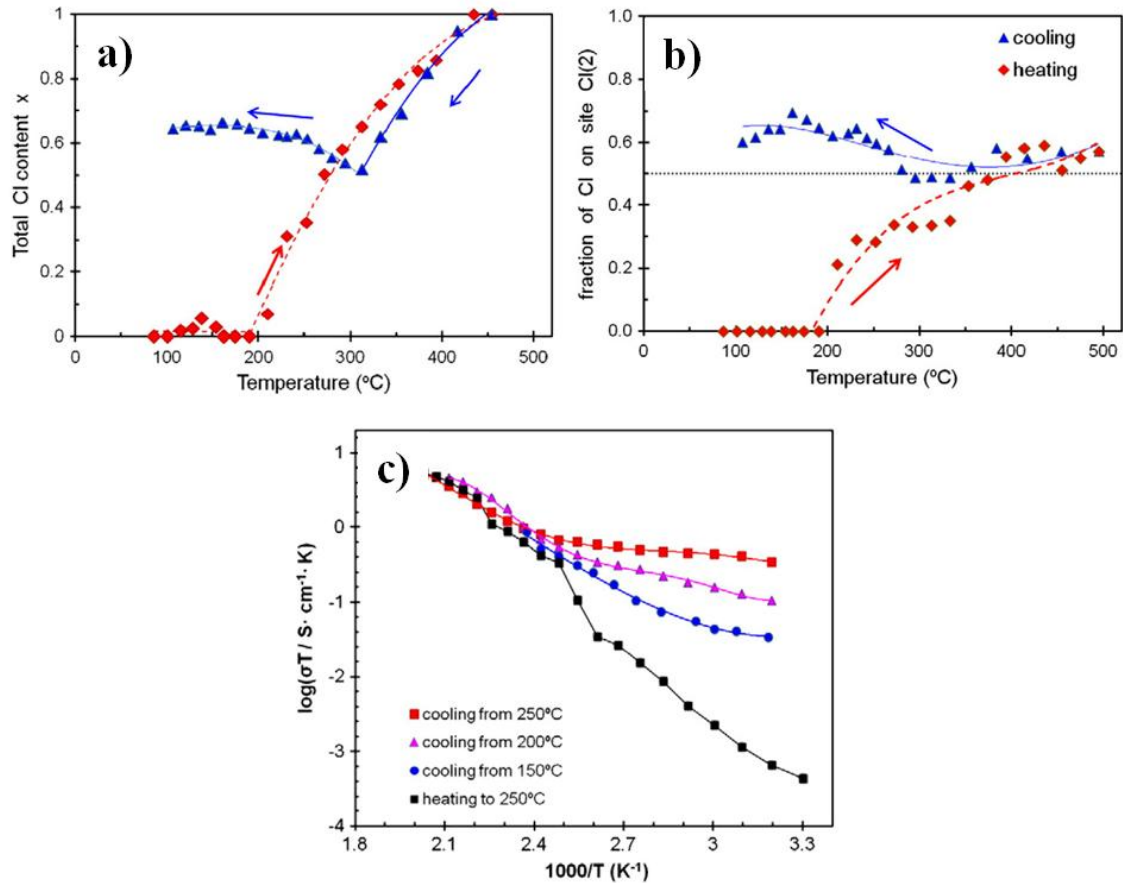 a)
Total Cl content x
1
0.8
0.6
0.4
0.2
0
0 100 200 300 400 500
Temperature (ºC)
b)
fraction of Cl on site Cl(2)
1.0
0.8
0.6
0.4
0.2
0.0
cooling
heating
0 100 200 300 400 500
Temperature (ºC)
c)
log(σT / S· cm⁻¹· K)
1
0
-1
-2
-3
-4
cooling from 250ºC
cooling from 200ºC
cooling from 150ºC
heating to 250ºC
1.8 2.1 2.4 2.7 3 3.3
1000/T (K⁻¹)